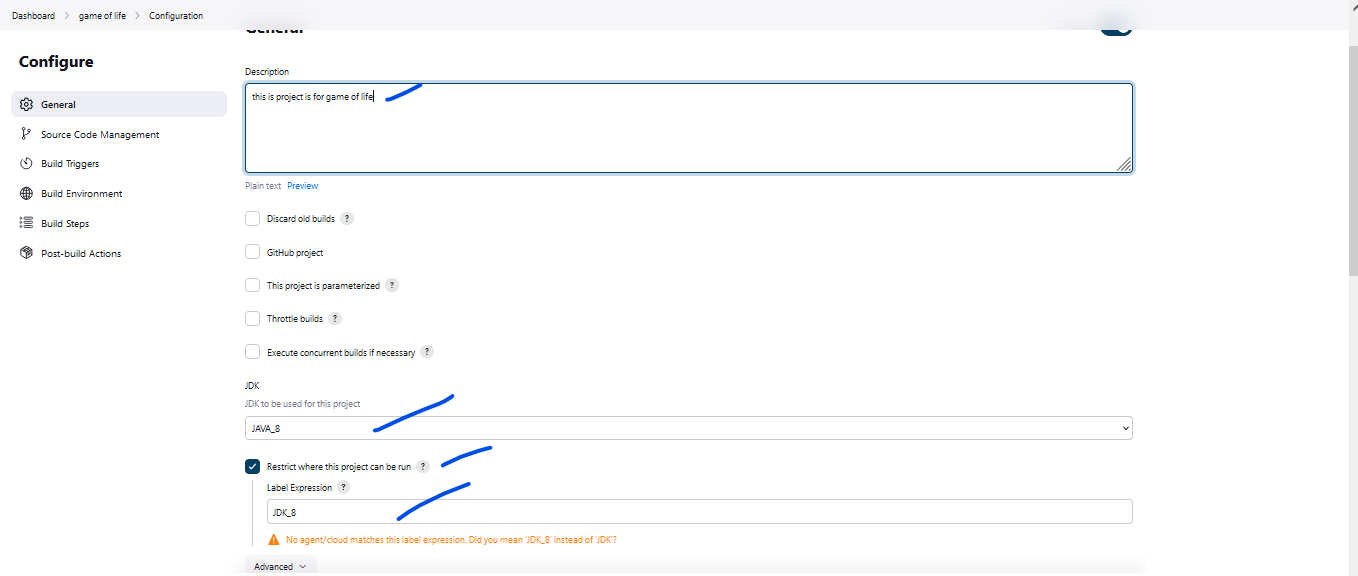 Dashboard > game of life > Configuration
General
Configure
Description
General
this is project is for game of life
Source Code Management
Build Triggers
Plain text Preview
Build Environment
Discard old builds ?
Build Steps
GitHub project
Post-build Actions
This project is parameterized ?
Throttle builds ?
Execute concurrent builds if necessary ?
JDK
JDK to be used for this project
JAVA_8
Restrict where this project can be run ?
Label Expression ?
JDK_8
No agent/cloud matches this label expression. Did you mean 'JDK_8' instead of 'JDK'?
Advanced